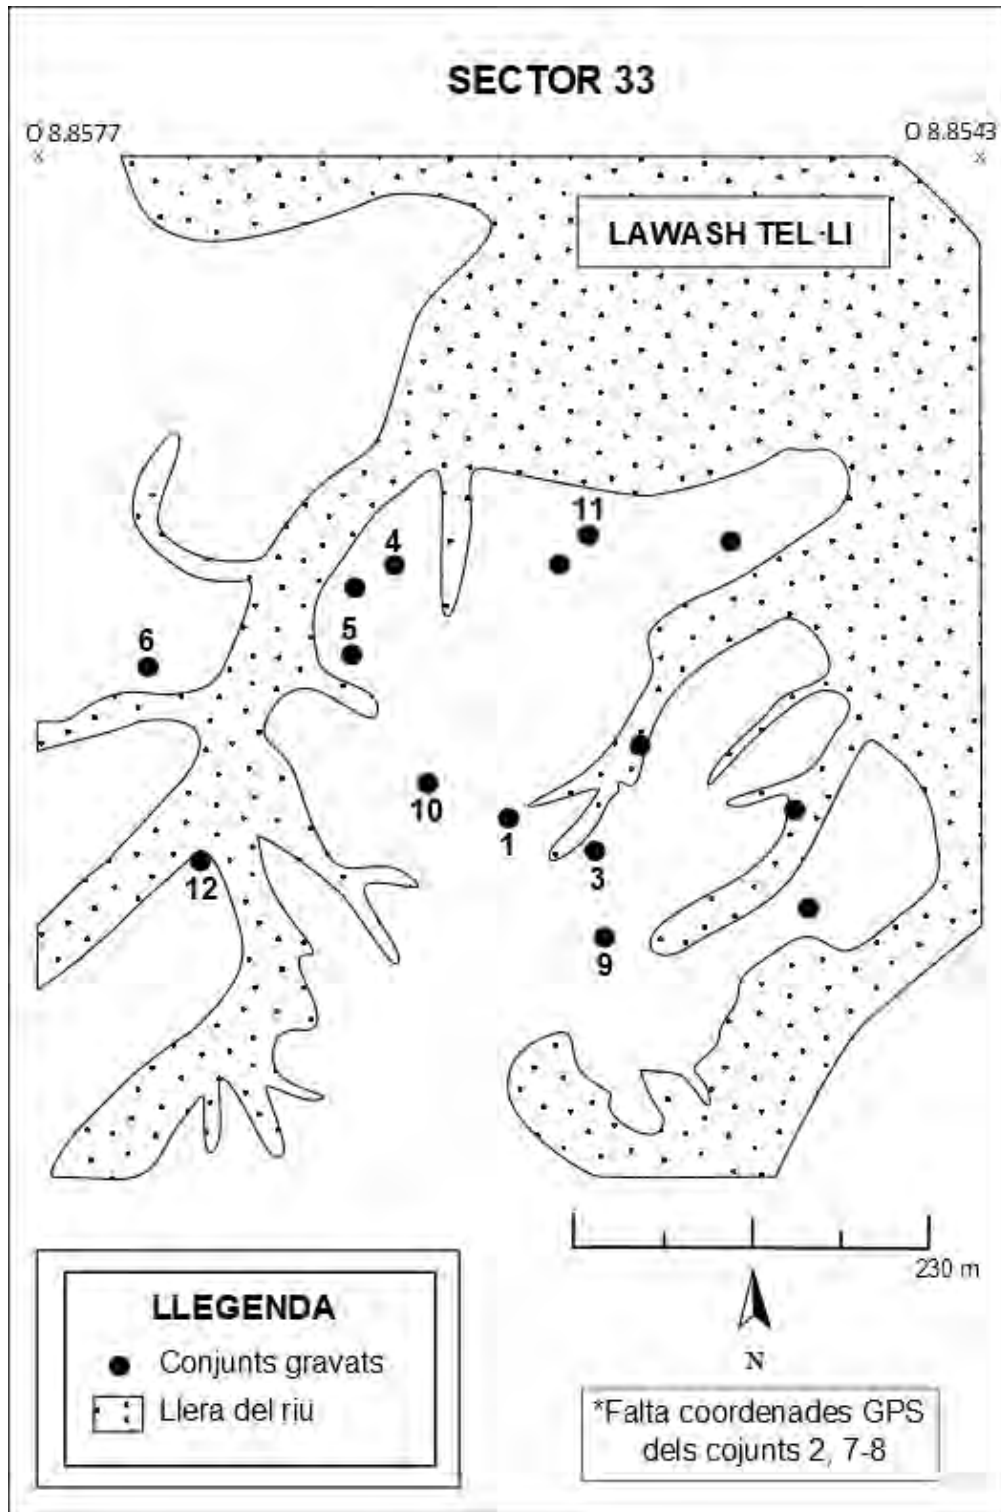 SECTOR 33
O 8.8577
O 8.8543
LAWASH TEL·LI
11
4
5
6
10
1
3
12
9
230 m
N
LLEGENDA
Conjunts gravats
Llera del riu
*Falta coordenades GPS
dels cojunts 2, 7-8